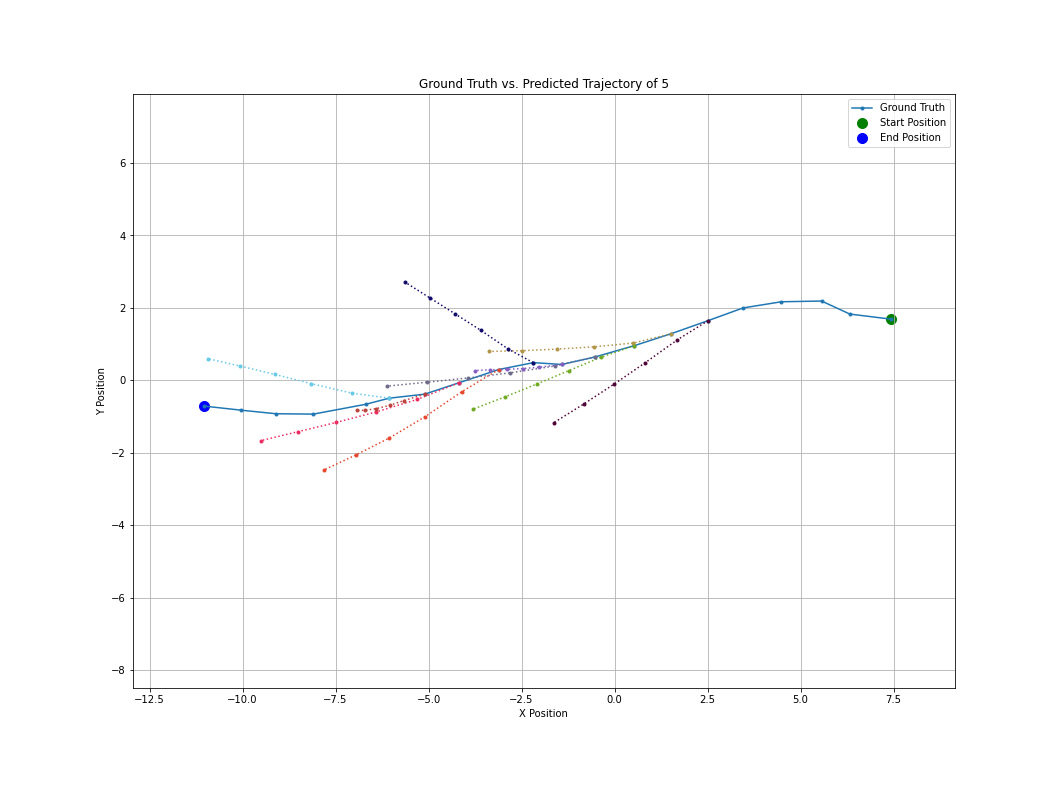 Ground Truth vs. Predicted Trajectory of 5
Ground Truth
Start Position
End Position
6
4
2
0
−2
−4
−6
−8
Y Position
−12.5 −10.0 −7.5 −5.0 −2.5 0.0 2.5 5.0 7.5
X Position